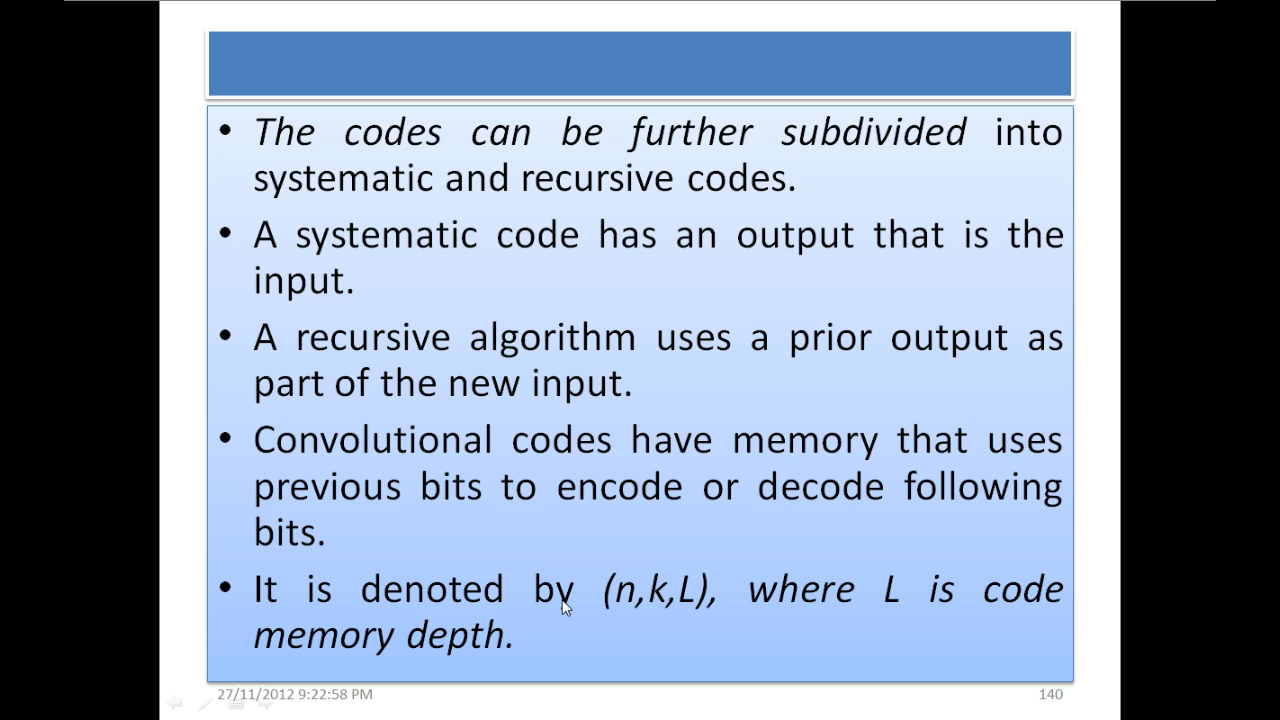 • The codes can be further subdivided into
systematic and recursive codes.
• A systematic code has an output that is the
input.
• A recursive algorithm uses a prior output as
part of the new input.
• Convolutional codes have memory that uses
previous bits to encode or decode following
bits.
• It is denoted by (n,k,L), where L is code
memory depth.
27/11/2012 9:22:58 PM
140